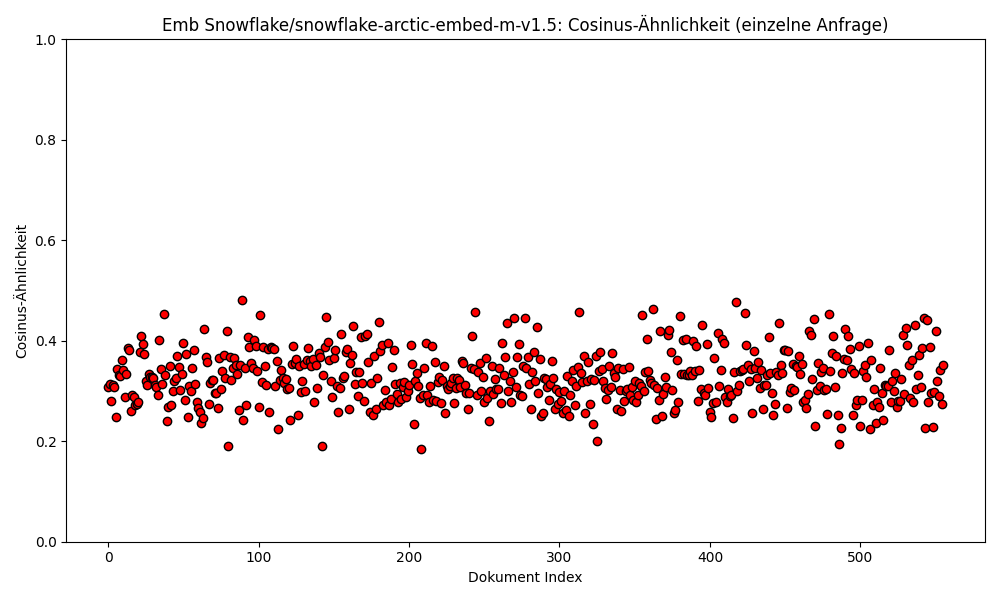 Emb Snowflake/snowflake-arctic-embed-m-v1.5: Cosinus-Ähnlichkeit (einzelne Anfrage)
1.0
0.8
0.6
0.4
0.2
0.0
Cosinus-Ähnlichkeit
0 100 200 300 400 500
Dokument Index